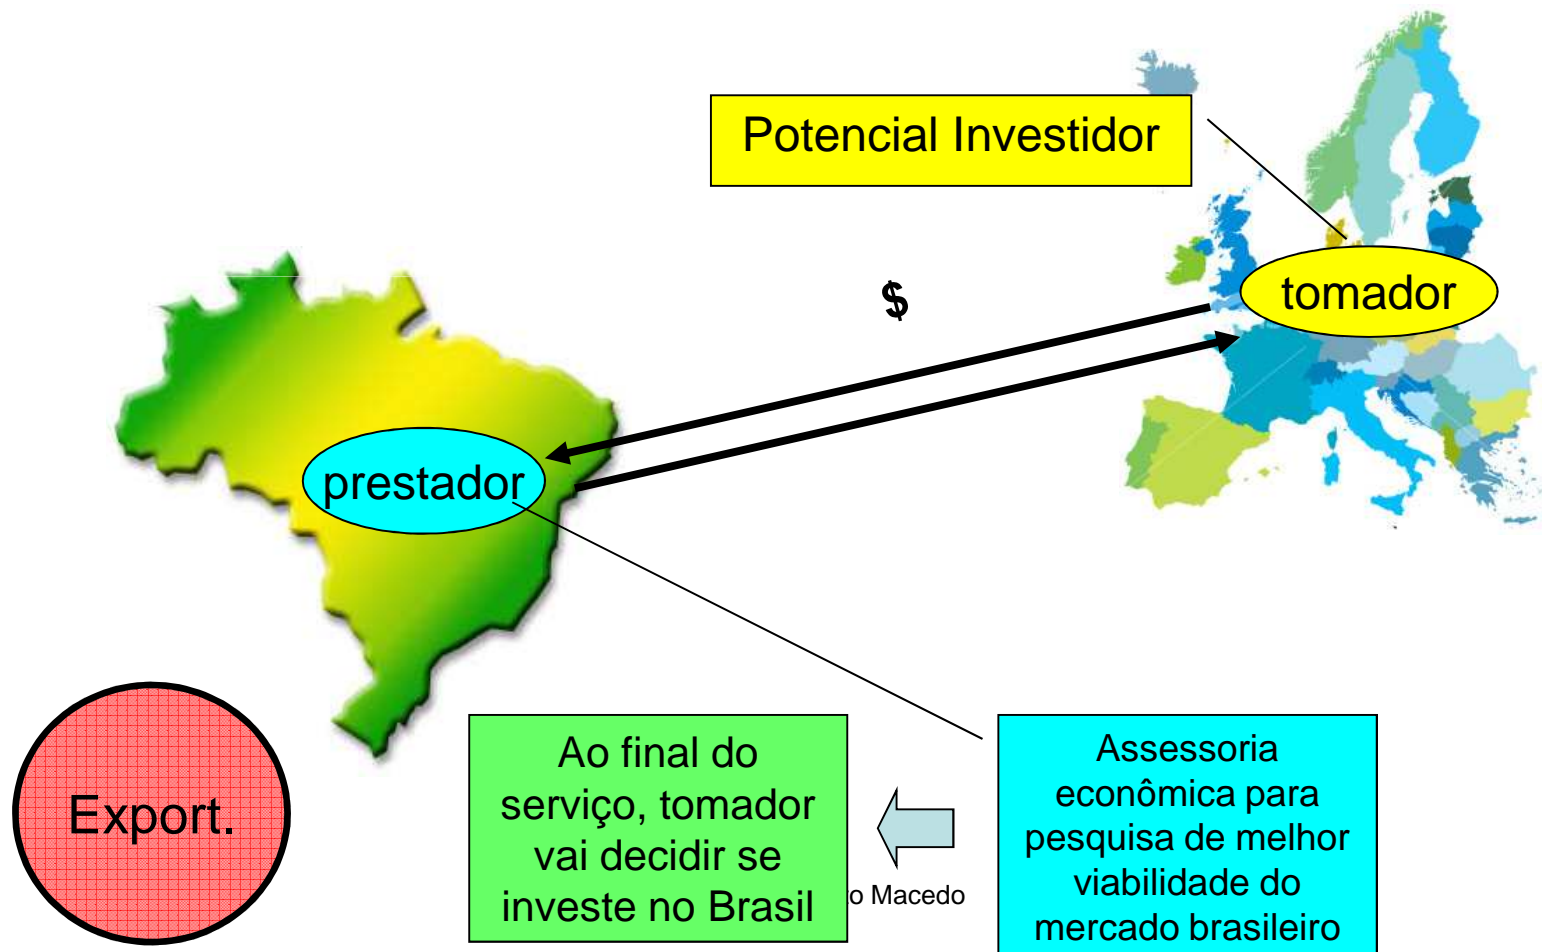 Potencial Investidor
$
tomador
prestador
Export.
Ao final do
serviço, tomador
vai decidir se
investe no Brasil
Assessoria
econômica para
pesquisa de melhor
viabilidade do
mercado brasileiro
Macedo